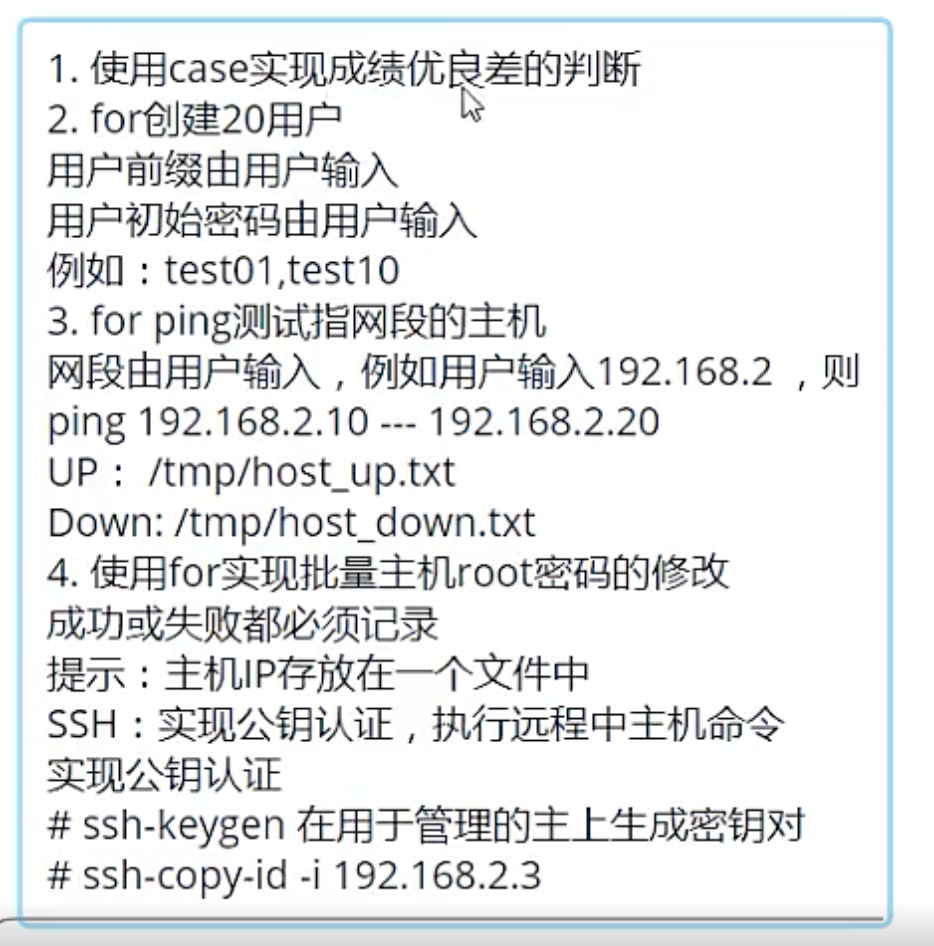 1. 使用case实现成绩优良差的判断
2. for创建20用户
用户前缀由用户输入
用户初始密码由用户输入
例如：test01,test10
3. for ping测试指网段的主机
网段由用户输入，例如用户输入192.168.2 ，则
ping 192.168.2.10 --- 192.168.2.20
UP： /tmp/host_up.txt
Down: /tmp/host_down.txt
4. 使用for实现批量主机root密码的修改
成功或失败都必须记录
提示：主机IP存放在一个文件中
SSH：实现公钥认证，执行远程中主机命令
实现公钥认证
# ssh-keygen 在用于管理的主上生成密钥对
# ssh-copy-id -i 192.168.2.3